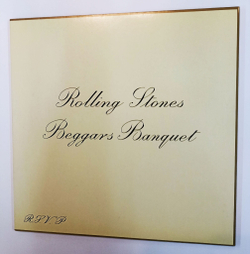 Rolling Stones
Beggars Banquet
R.S.V.P.